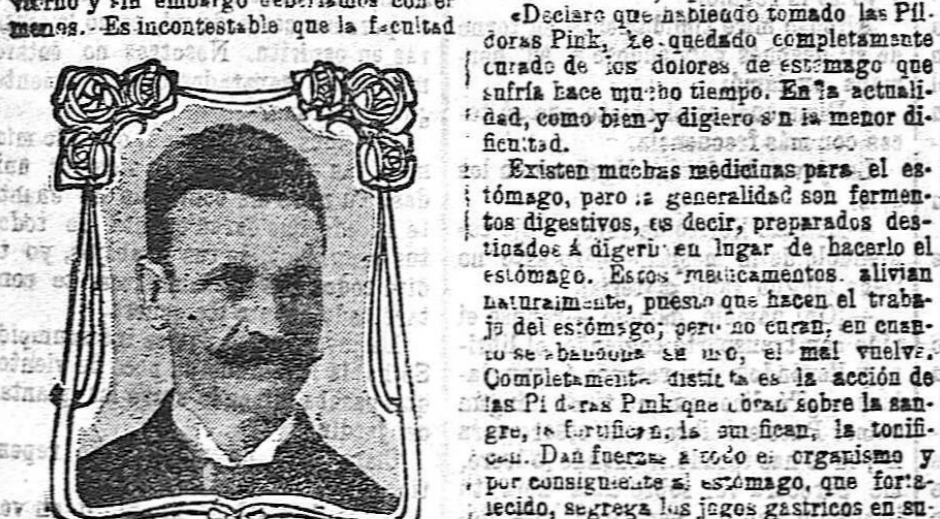 menos. Es incontestable que la facultad
«Declaro que habiendo tomado las Píl-
doras Pink, he quedado completamente
curado de los dolores de estómago que
sufría hace mucho tiempo. En la actuali-
dad, como bien y digiero sin la menor di-
ficultad.
Existen muchas medicinas para el es-
tómago, pero la generalidad son fermen-
tos digestivos, es decir, preparados des-
tinados á digerir en lugar de hacerlo el
estómago. Estos medicamentos alivian
naturalmente, puesto que hacen el traba-
jo del estómago; pero no curan, en cuan-
to se abandona su uso, el mal vuelve.
Completamente distinta es la acción de
las Píldoras Pink que obran sobre la san-
gre, la la tonifi-
can. Dan fuerzas a todo el organismo y
por consiguiente al estómago, que forta-
lecido, segrega los jugos gástricos en su-